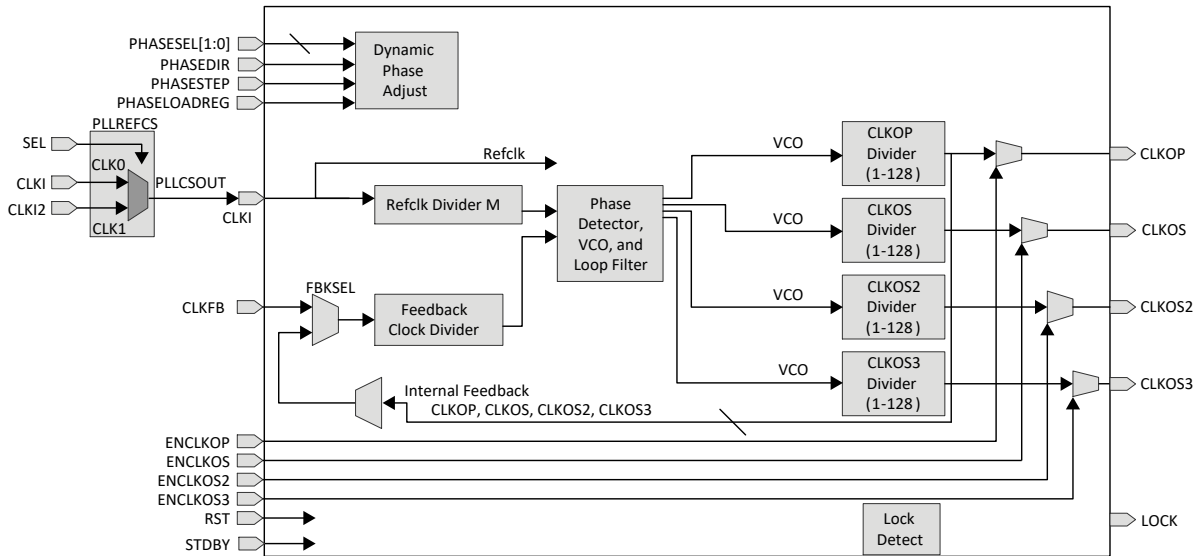 PHASESEL[1:0]
PHASEDIR
PHASESTEP
PHASELOADREG
Dynamic
Phase
Adjust
PLLREFCS
SEL
CLK0
CLKI
CLKI2
CLK1
PLLCSOUT
CLKI
Refclk
Refclk Divider M
Phase
Detector,
VCO, and
Loop Filter
VCO
CLKOP
Divider
(1-128)
CLKOP
VCO
CLKOS
Divider
(1-128)
CLKOS
CLKFB
FBKSEL
Feedback
Clock Divider
VCO
CLKOS2
Divider
(1-128)
CLKOS2
VCO
CLKOS3
Divider
(1-128)
CLKOS3
Internal Feedback
CLKOP, CLKOS, CLKOS2, CLKOS3
ENCLKOP
ENCLKOS
ENCLKOS2
ENCLKOS3
RST
STDBY
Lock
Detect
LOCK